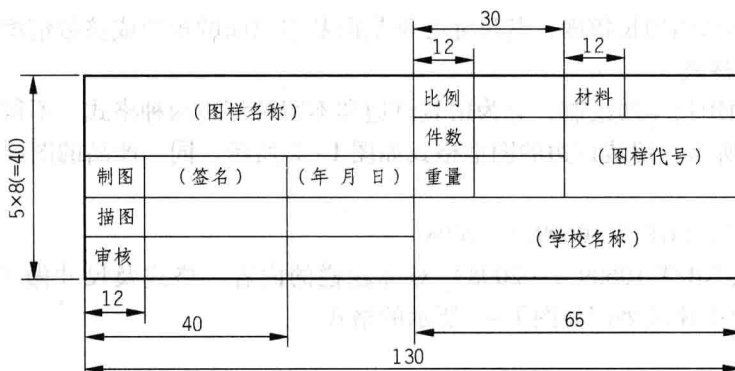 30
12
12
(图样名称)
比例
材料
件数
(图样代号)
5×8(=40)
制图
(签名)
(年 月 日)
重量
描图
审核
(学校名称)
12
40
65
130